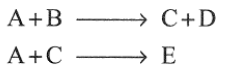 A+B ⟶ C+D
A+C ⟶ E